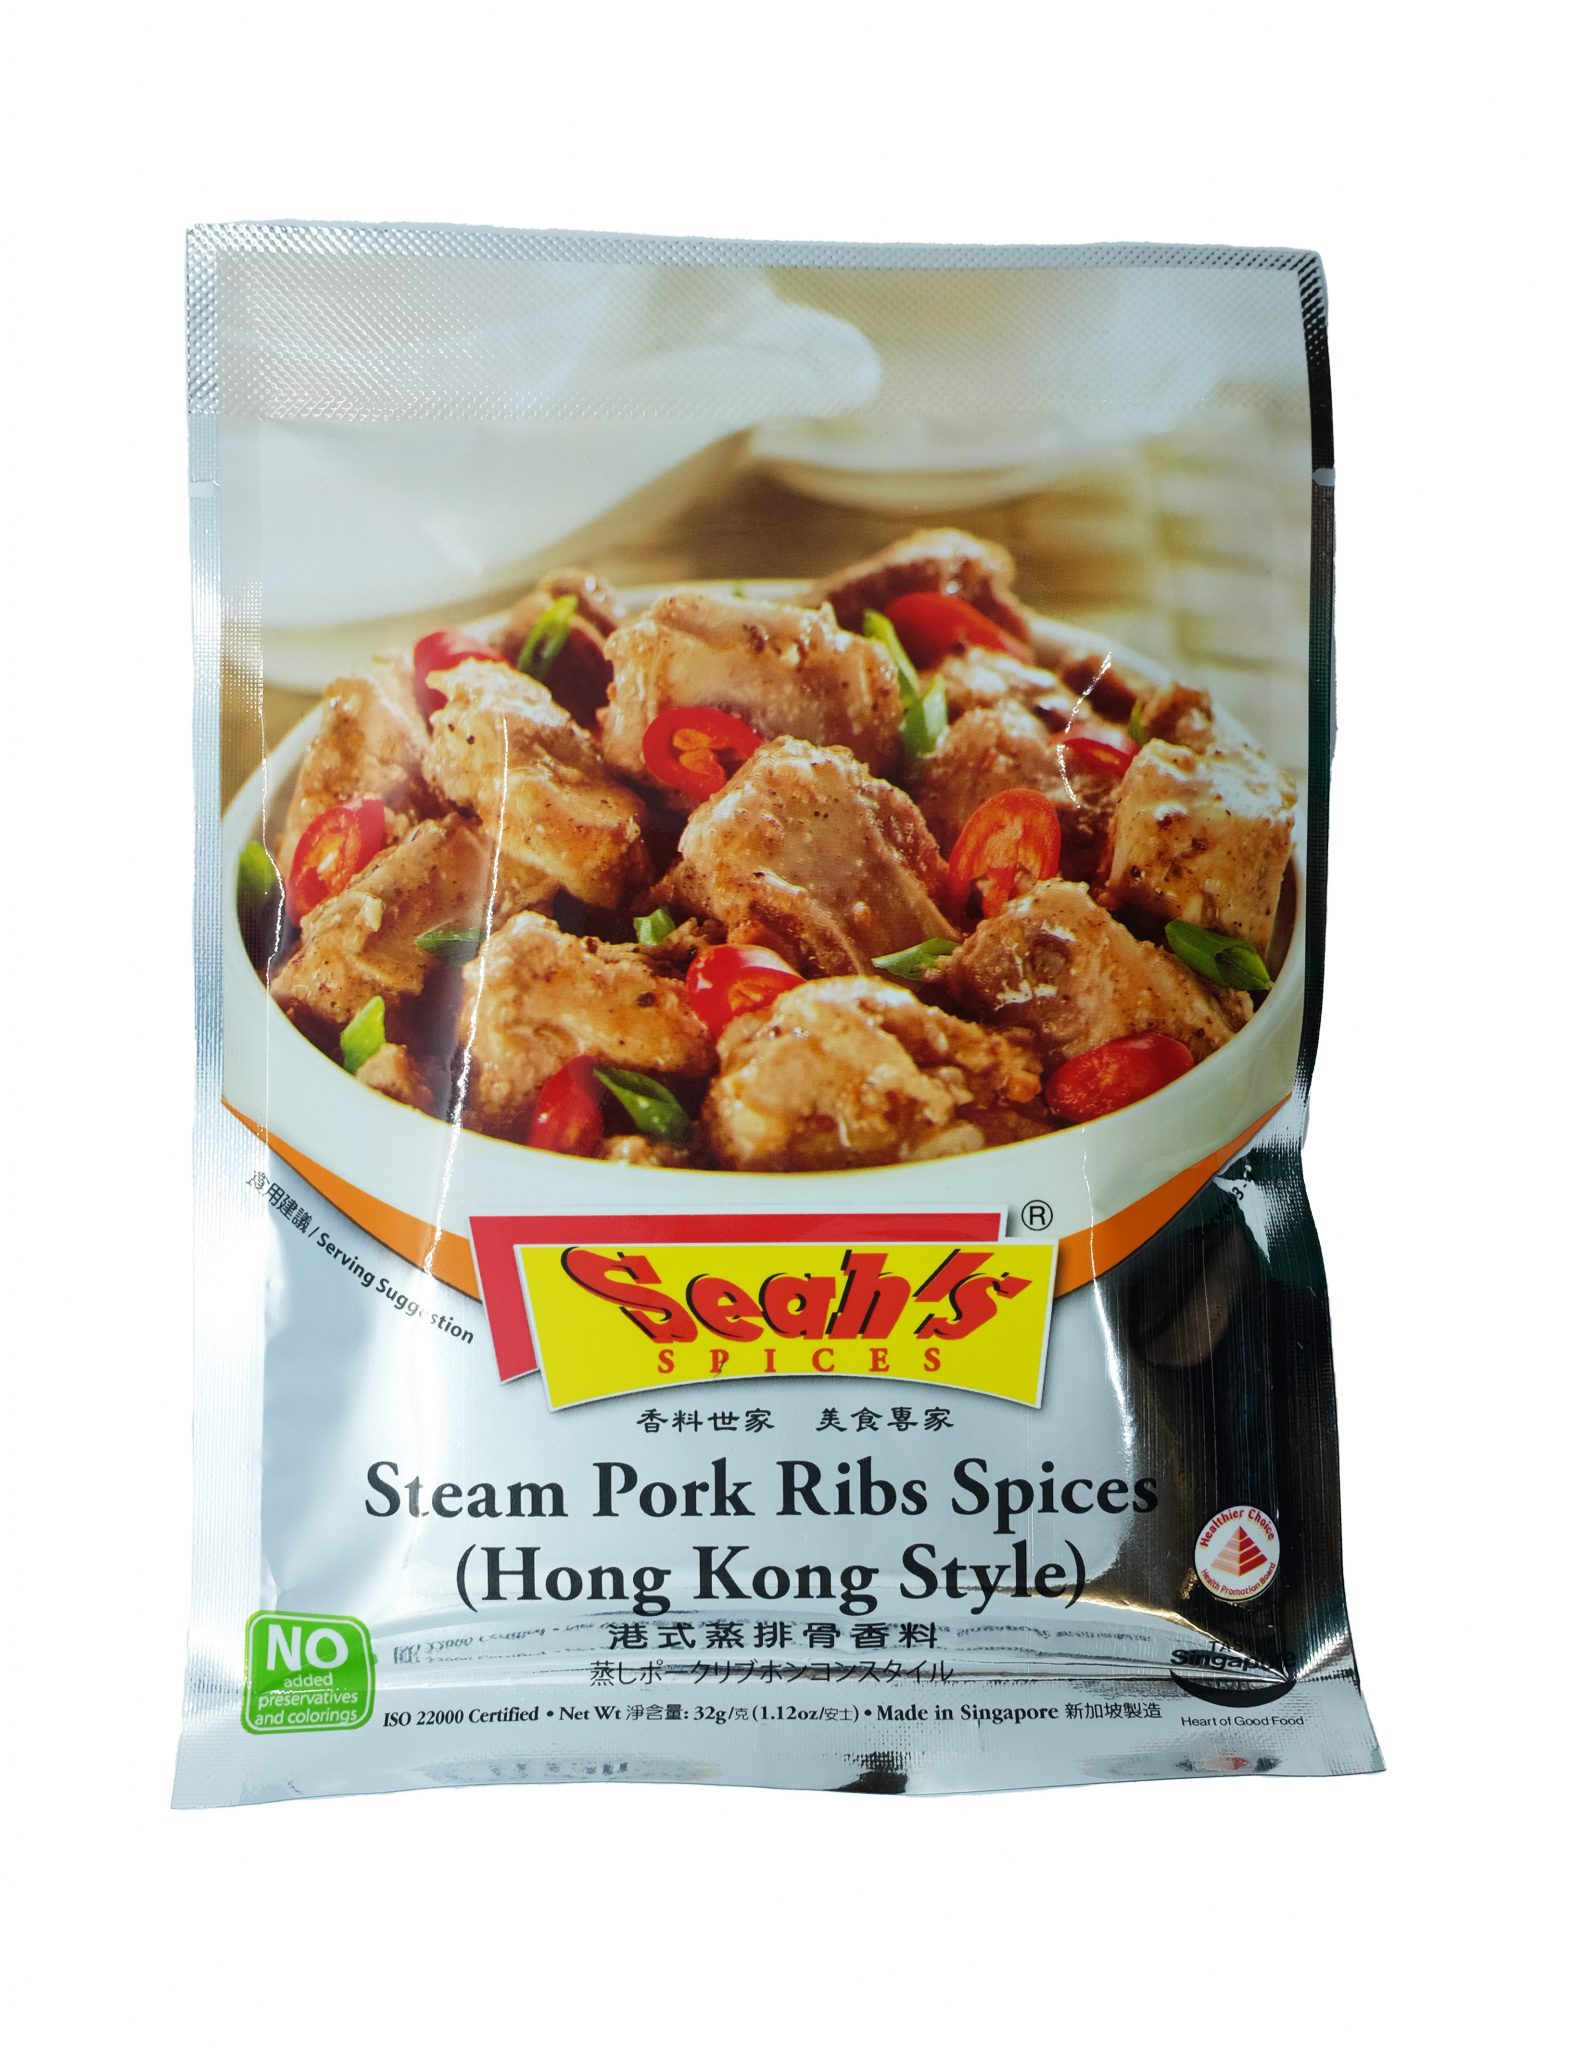 食用建議 / Serving Suggestion
Seah's ®
SPICES
香料世家 美食專家
Steam Pork Ribs Spices
(Hong Kong Style)
港式蒸排骨香料
蒸しポークリブホンコンスタイル
Healthier Choice
Health Promotion Board
NO
added
preservatives
and colorings
ISO 22000 Certified • Net Wt 淨含量: 32g/克 (1.12oz/安士) • Made in Singapore 新加坡製造
Singapore
Heart of Good Food